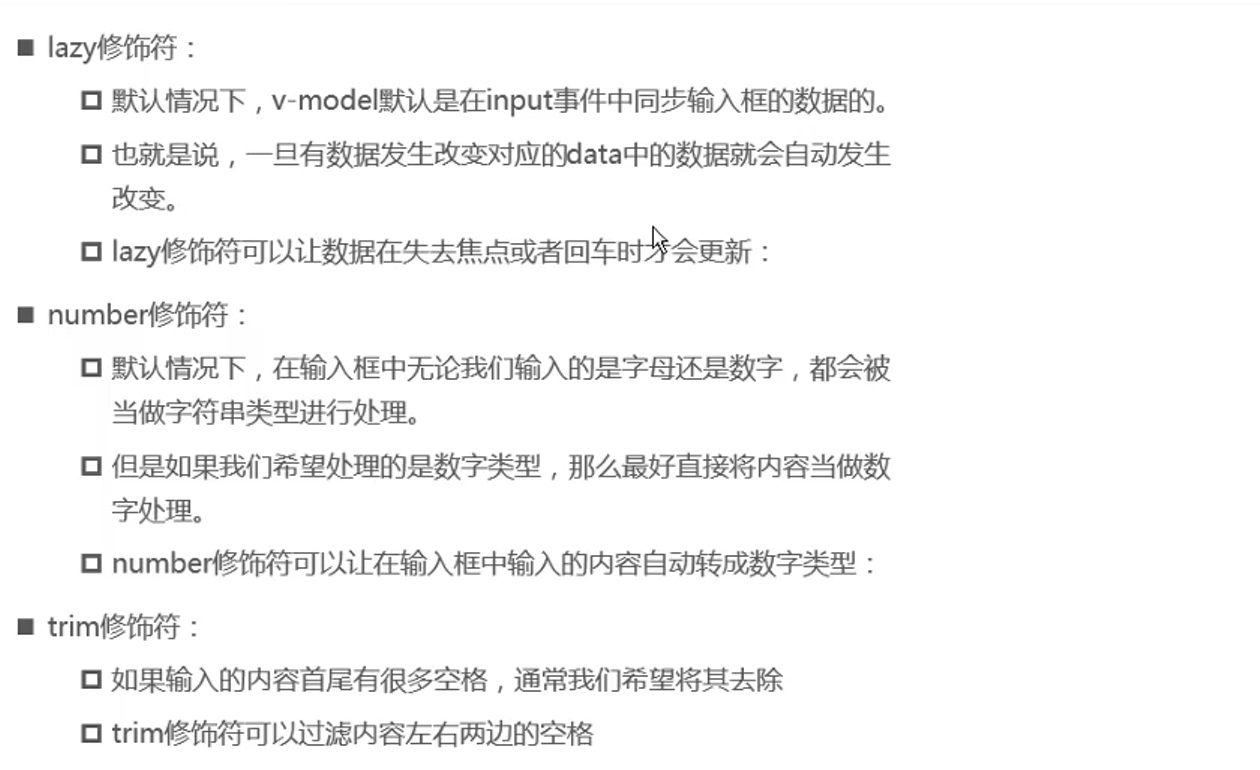 lazy修饰符：
默认情况下，v-model默认是在input事件中同步输入框的数据的。
也就是说，一旦有数据发生改变对应的data中的数据就会自动发生
改变。
lazy修饰符可以让数据在失去焦点或者回车时才会更新：
number修饰符：
默认情况下，在输入框中无论我们输入的是字母还是数字，都会被
当做字符串类型进行处理。
但是如果我们希望处理的是数字类型，那么最好直接将内容当做数
字处理。
number修饰符可以让在输入框中输入的内容自动转成数字类型：
trim修饰符：
如果输入的内容首尾有很多空格，通常我们希望将其去除
trim修饰符可以过滤内容左右两边的空格